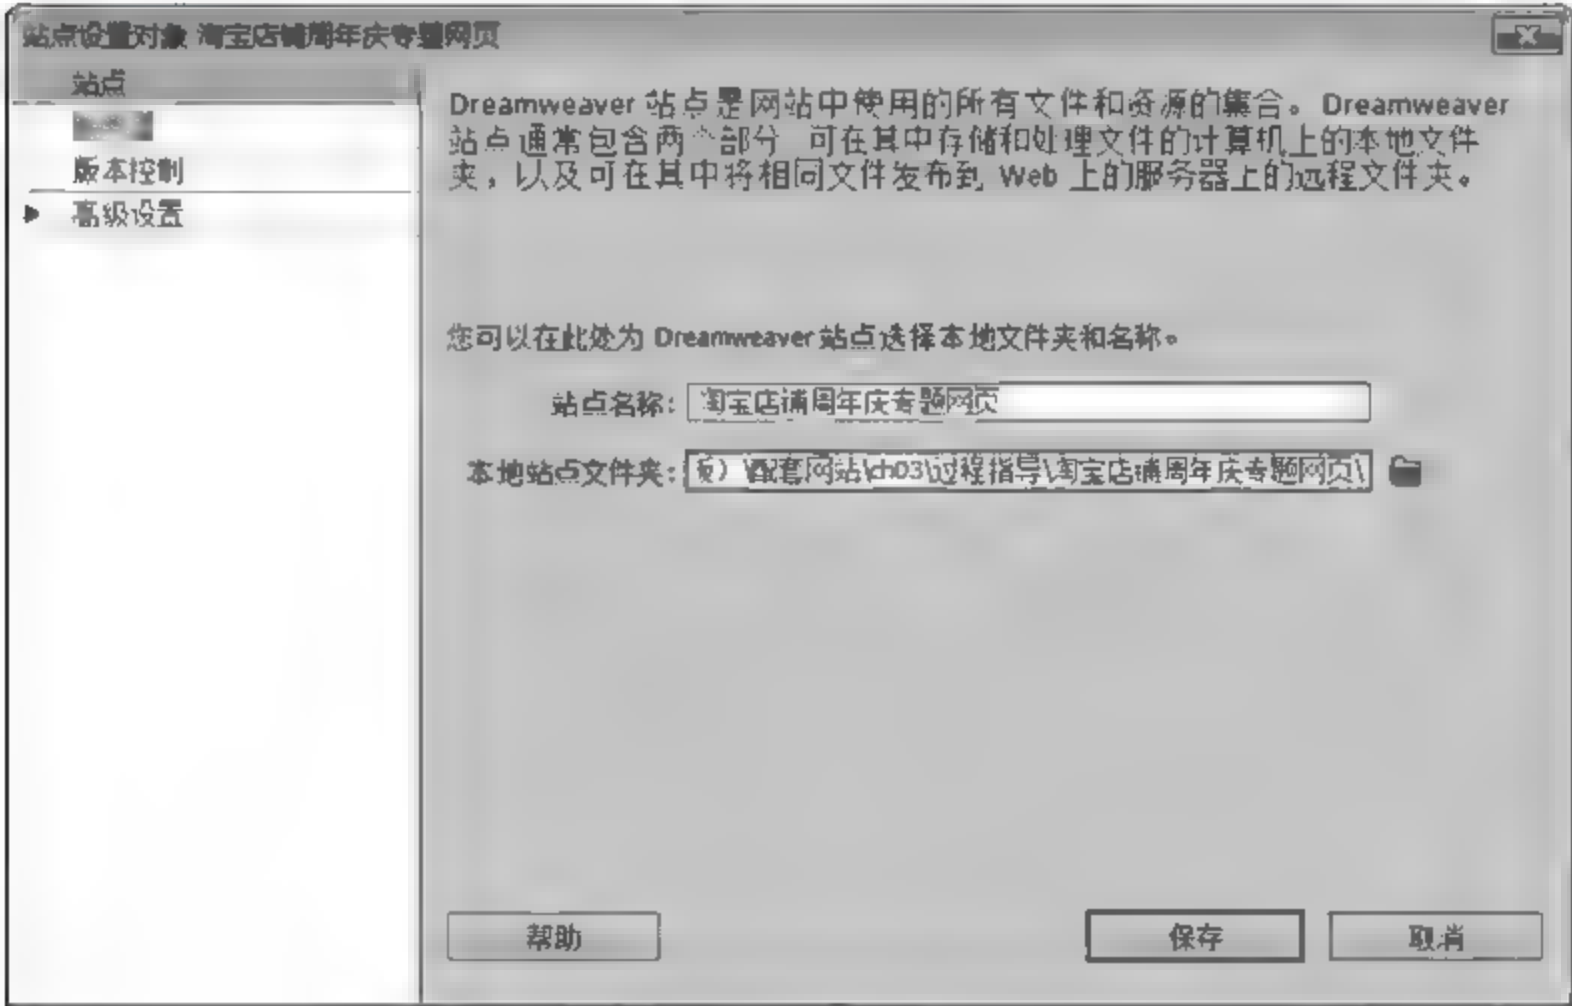 站点设置对象 淘宝店铺周年庆专题网页
站点
版本控制
高级设置
Dreamweaver 站点是网站中使用的所有文件和资源的集合。Dreamweaver
站点通常包含两个部分 可在其中存储和处理文件的计算机上的本地文件
夹，以及可在其中将相同文件发布到 Web 上的服务器上的远程文件夹。
您可以在此处为 Dreamweaver 站点选择本地文件夹和名称。
站点名称: 淘宝店铺周年庆专题网页
本地站点文件夹: 版）\配套网站\ch03\过程指导\淘宝店铺周年庆专题网页\
帮助
保存
取消